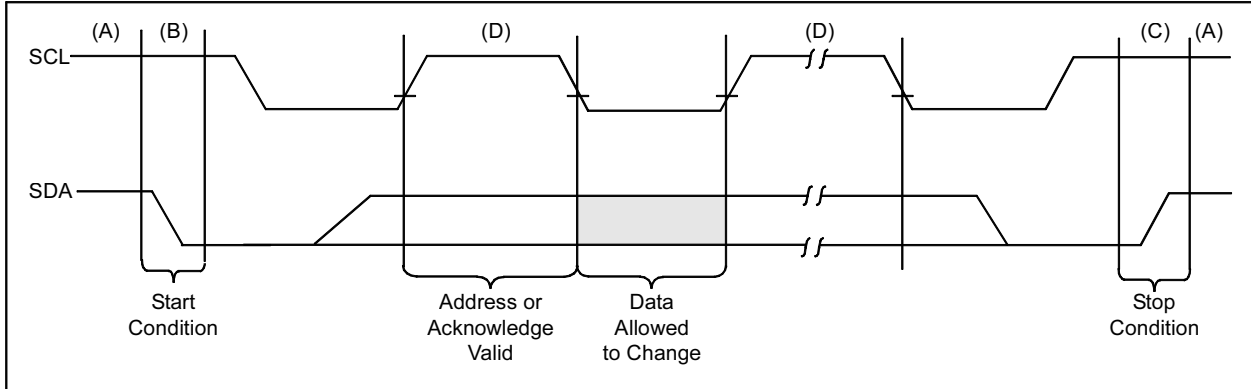 (A)
(B)
(D)
(D)
(C)
(A)
SCL
SDA
Start
Condition
Address or
Acknowledge
Valid
Data
Allowed
to Change
Stop
Condition